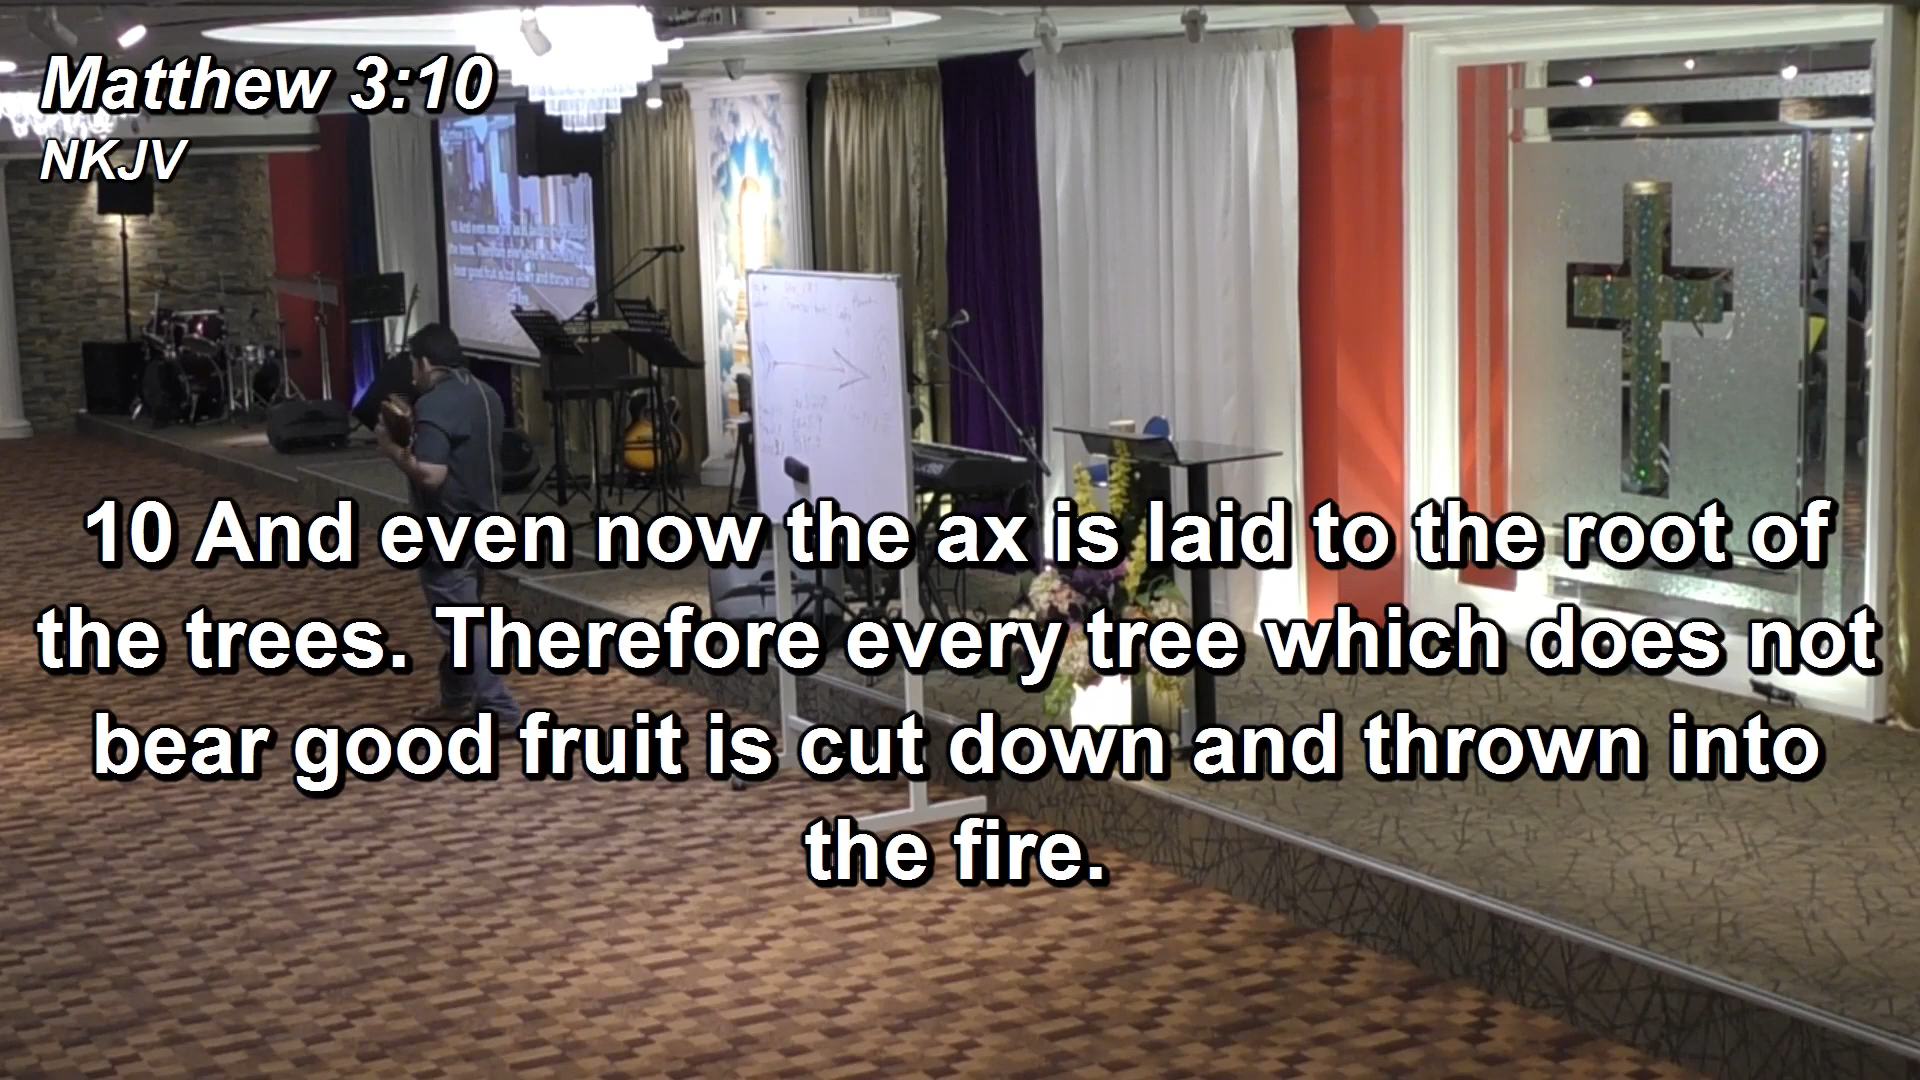 Matthew 3:10
NKJV
10 And even now the ax is laid to the root of
the trees. Therefore every tree which does not
bear good fruit is cut down and thrown into
the fire.